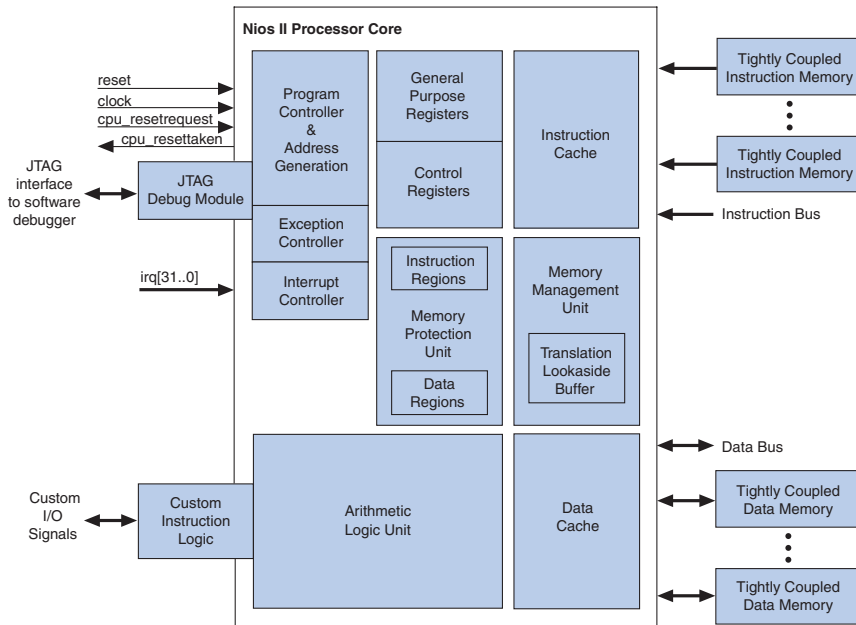 Nios II Processor Core
reset
clock
cpu_resetrequest
cpu_resettaken
JTAG
interface
to software
debugger
JTAG
Debug Module
irq[31..0]
Program
Controller
&
Address
Generation
Exception
Controller
Interrupt
Controller
General
Purpose
Registers
Control
Registers
Instruction
Cache
Instruction
Regions
Memory
Protection
Unit
Data
Regions
Memory
Management
Unit
Translation
Lookaside
Buffer
Tightly Coupled
Instruction Memory
Tightly Coupled
Instruction Memory
Instruction Bus
Custom
I/O
Signals
Custom
Instruction
Logic
Arithmetic
Logic Unit
Data
Cache
Data Bus
Tightly Coupled
Data Memory
Tightly Coupled
Data Memory